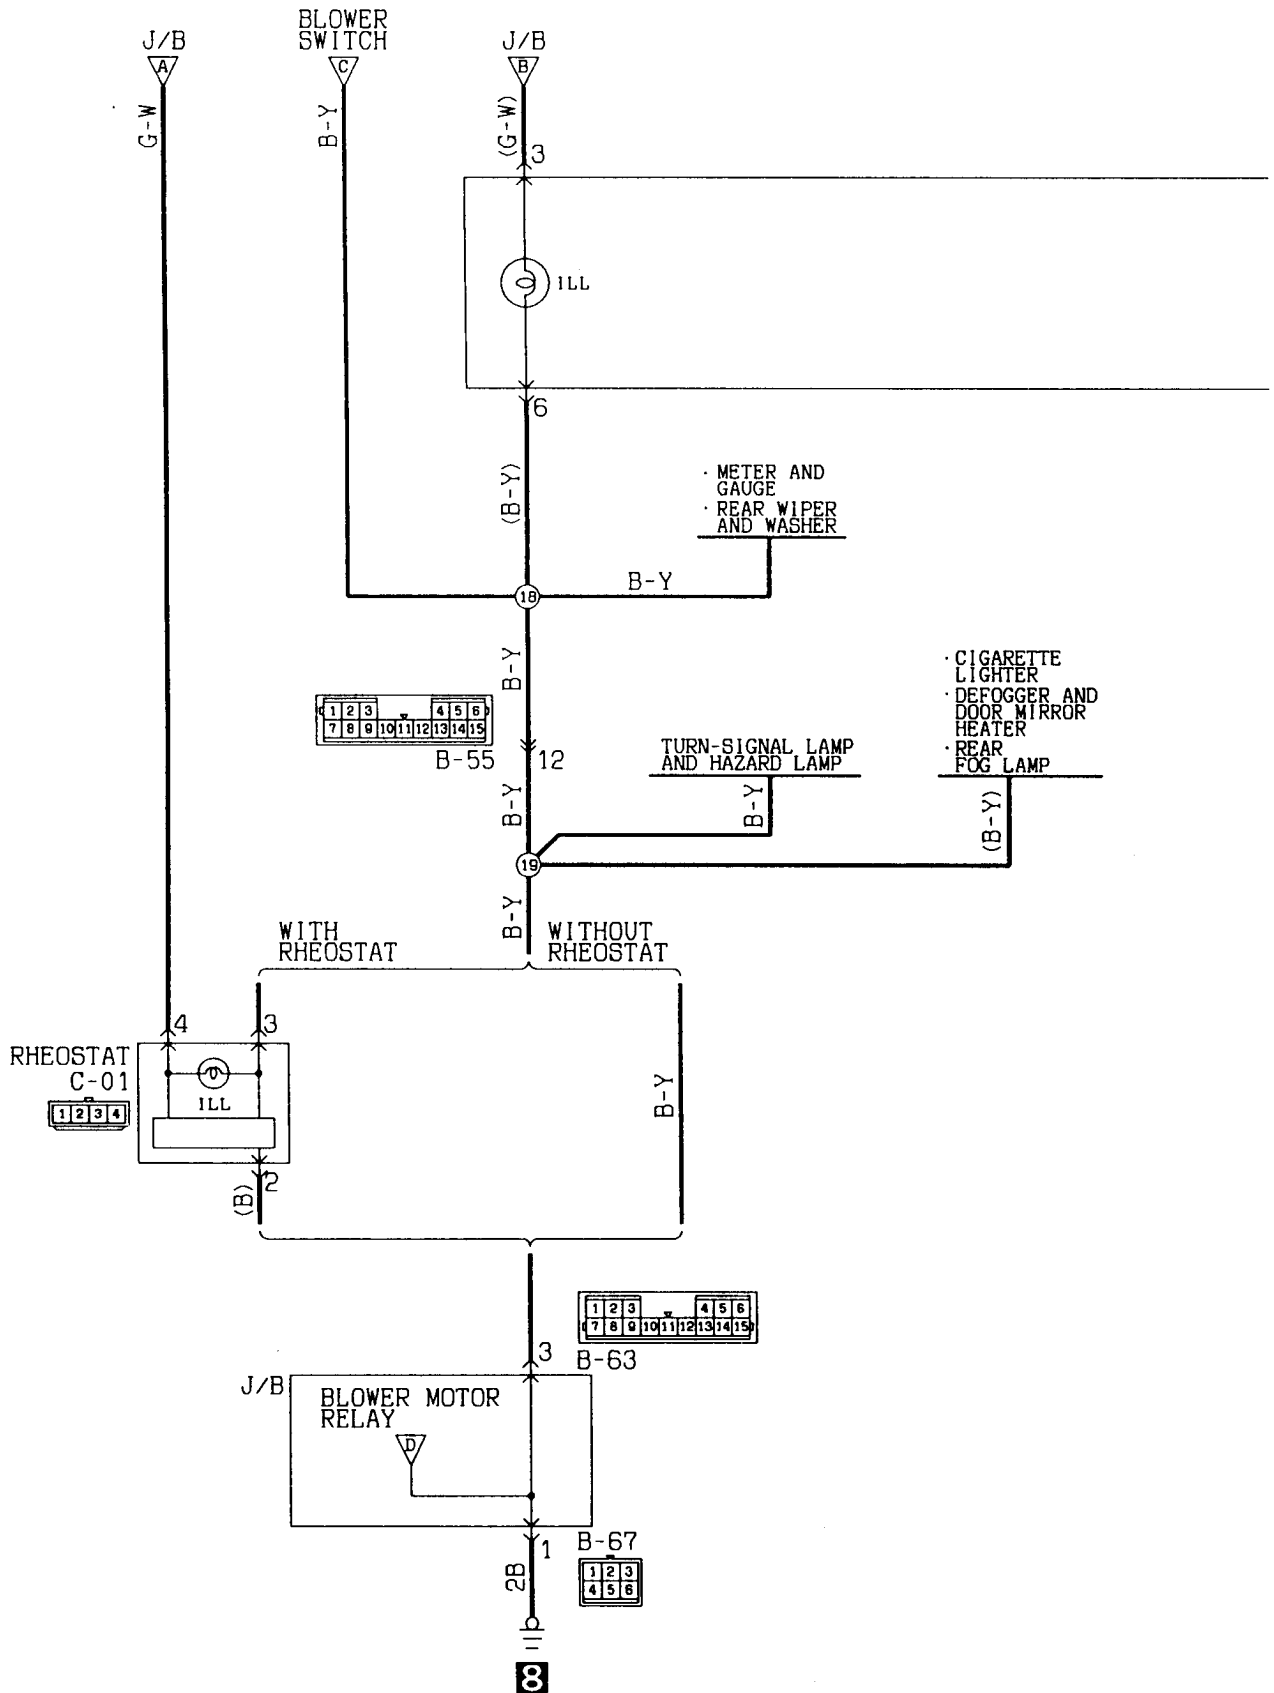 J/B
BLOWER
SWITCH
J/B
A
C
B
G-W
B-Y
(G-W)
3
ILL
6
(B-Y)
· METER AND
GAUGE
· REAR WIPER
AND WASHER
B-Y
18
B-Y
· CIGARETTE
LIGHTER
· DEFOGGER AND
DOOR MIRROR
HEATER
· REAR
FOG LAMP
1 2 3 4 5 6
7 8 9 10 11 12 13 14 15
B-55
12
TURN-SIGNAL LAMP
AND HAZARD LAMP
B-Y
B-Y
(B-Y)
19
B-Y
WITH
RHEOSTAT
WITHOUT
RHEOSTAT
4
3
RHEOSTAT
C-01
1 2 3 4
ILL
B-Y
2
(B)
1 2 3 4 5 6
7 8 9 10 11 12 13 14 15
B-63
3
J/B
BLOWER MOTOR
RELAY
D
B-67
1
1 2 3
4 5 6
2B
8